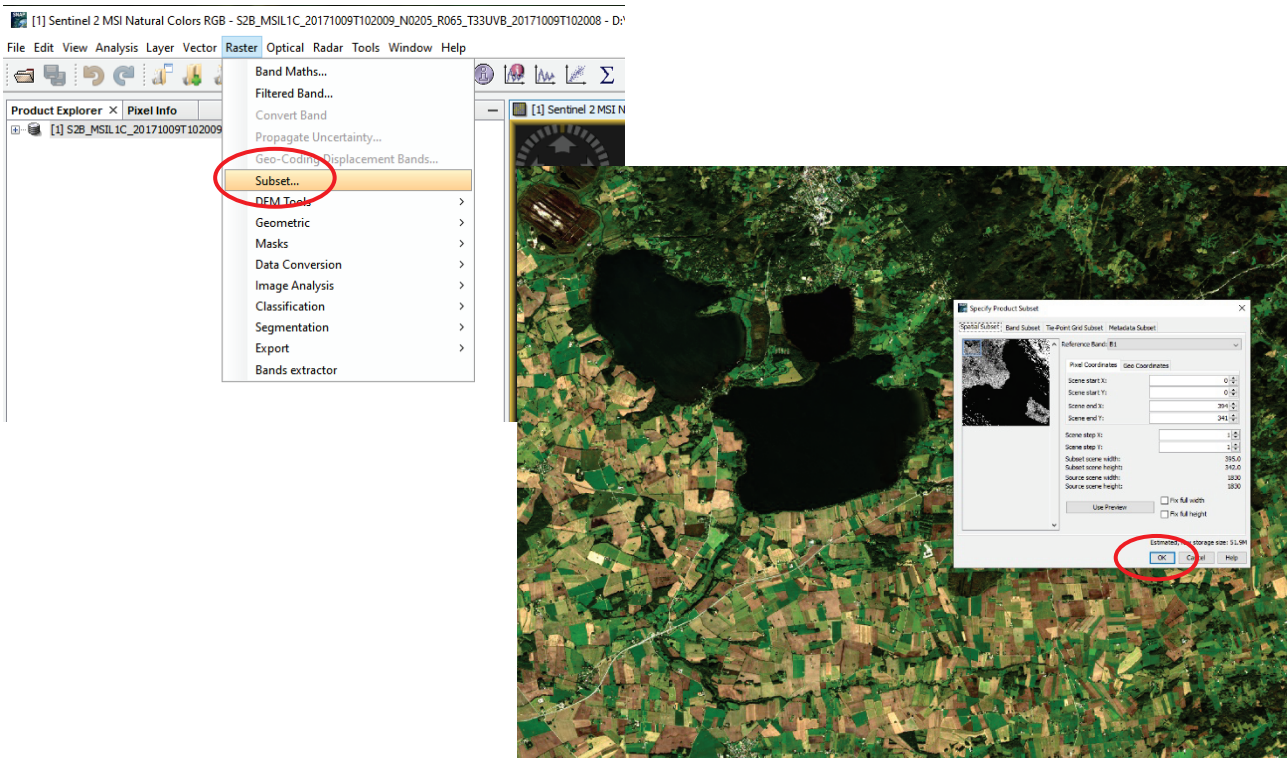 [1] Sentinel 2 MSI Natural Colors RGB - S2B_MSIL1C_20171009T102009_N0205_R065_T33UVB_20171009T102008 - D:\
File Edit View Analysis Layer Vector Raster Optical Radar Tools Window Help
Product Explorer Pixel Info
[1] S2B_MSIL1C_20171009T102009
Band Maths...
Filtered Band...
Convert Band
Propagate Uncertainty...
Geo-Coding Displacement Bands...
Subset...
DEM Tools
Geometric
Masks
Data Conversion
Image Analysis
Classification
Segmentation
Export
Bands extractor
[1] Sentinel 2 MSI N
Specify Product Subset
Spatial Subset Band Subset Tie-Point Grid Subset Metadata Subset
Reference Band: B1
Pixel Coordinates Geo Coordinates
Scene start X: 0
Scene start Y: 0
Scene end X: 394
Scene end Y: 341
Scene step X: 1
Scene step Y: 1
Subset scene width: 395.0
Subset scene height: 342.0
Source scene width: 1830
Source scene height: 1830
Use Preview
Fix full width
Fix full height
Estimated, storage size: 51.9M
OK Cancel Help